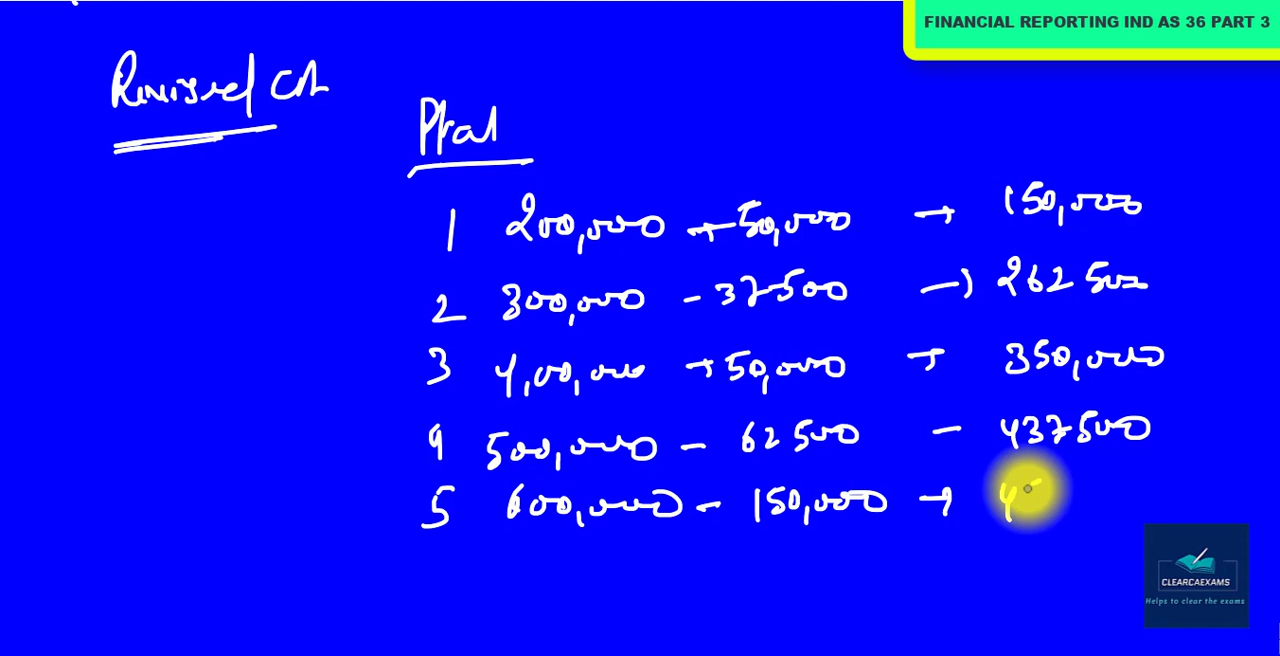 FINANCIAL REPORTING IND AS 36 PART 3
Revised CA
Plant
1 200,000 → 50,000 → 150,000
2 300,000 - 37500 → 262500
3 4,00,000 → 50,000 → 350,000
4 500,000 - 62500 - 437500
5 600,000 - 150,000 → 4
CLEARCAEXAMS
Helps to clear the exams